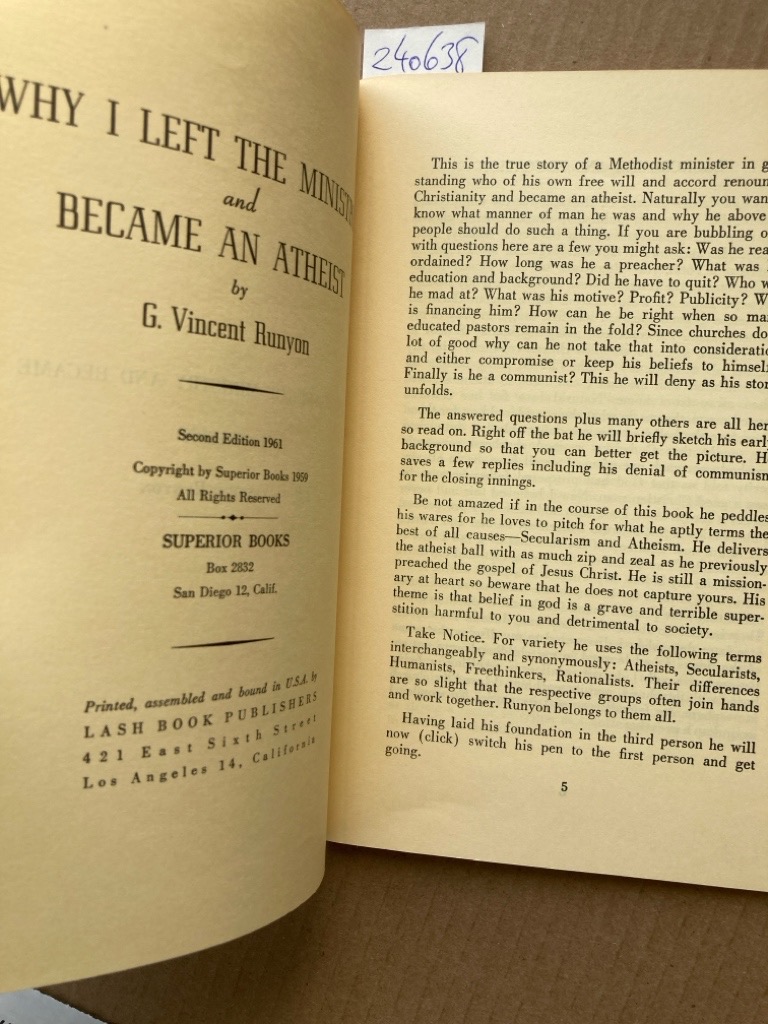 240638
WHY I LEFT THE MINIST
and
BECAME AN ATHEIST
by
G. Vincent Runyon
Second Edition 1961
Copyright by Superior Books 1959
All Rights Reserved
SUPERIOR BOOKS
Box 2832
San Diego 12, Calif.
Printed, assembled and bound in U.S.A. by
LASH BOOK PUBLISHERS
421 East Sixth Street
Los Angeles 14, California
This is the true story of a Methodist minister in g
standing who of his own free will and accord renoun
Christianity and became an atheist. Naturally you wan
know what manner of man he was and why he above
people should do such a thing. If you are bubbling o
with questions here are a few you might ask: Was he rea
ordained? How long was he a preacher? What was
education and background? Did he have to quit? Who w
he mad at? What was his motive? Profit? Publicity? W
is financing him? How can he be right when so ma
educated pastors remain in the fold? Since churches do
lot of good why can he not take that into consideratio
and either compromise or keep his beliefs to himsel
Finally is he a communist? This he will deny as his stor
unfolds.
The answered questions plus many others are all her
so read on. Right off the bat he will briefly sketch his earl
background so that you can better get the picture. H
saves a few replies including his denial of communism
for the closing innings.
Be not amazed if in the course of this book he peddles
his wares for he loves to pitch for what he aptly terms the
best of all causes—Secularism and Atheism. He delivers
the atheist ball with as much zip and zeal as he previously
preached the gospel of Jesus Christ. He is still a mission-
ary at heart so beware that he does not capture yours. His
theme is that belief in god is a grave and terrible super-
stition harmful to you and detrimental to society.
Take Notice. For variety he uses the following terms
interchangeably and synonymously: Atheists, Secularists,
Humanists, Freethinkers, Rationalists. Their differences
are so slight that the respective groups often join hands
and work together. Runyon belongs to them all.
Having laid his foundation in the third person he will
now (click) switch his pen to the first person and get
going.
5